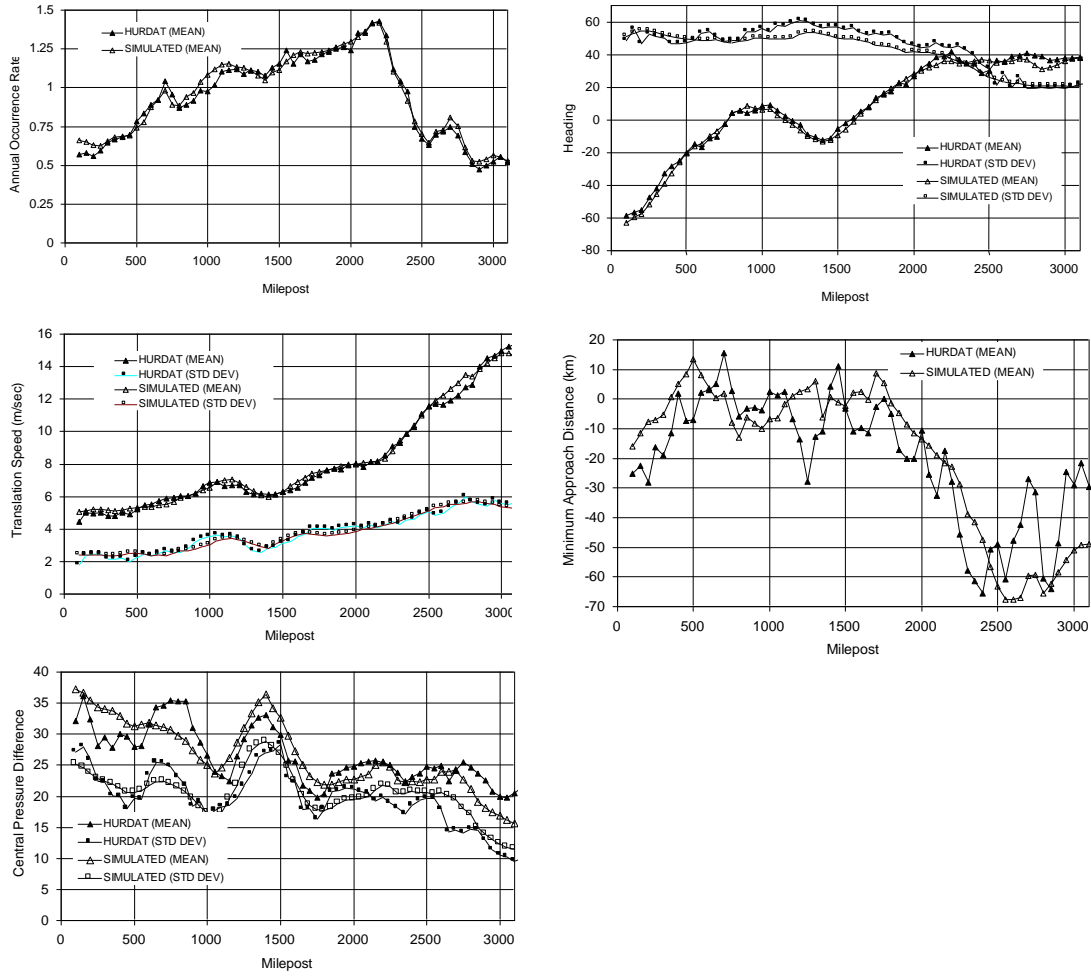 Annual Occurrence Rate
1.5
1.25
1
0.75
0.5
0.25
0
HURDAT (MEAN)
SIMULATED (MEAN)
0 500 1000 1500 2000 2500 3000
Milepost
Heading
60
40
20
0
-20
-40
-60
-80
HURDAT (MEAN)
HURDAT (STD DEV)
SIMULATED (MEAN)
SIMULATED (STD DEV)
0 500 1000 1500 2000 2500 3000
Milepost
Translation Speed (m/sec)
16
14
12
10
8
6
4
2
0
HURDAT (MEAN)
HURDAT (STD DEV)
SIMULATED (MEAN)
SIMULATED (STD DEV)
0 500 1000 1500 2000 2500 3000
Milepost
Minimum Approach Distance (km)
20
10
0
-10
-20
-30
-40
-50
-60
-70
HURDAT (MEAN)
SIMULATED (MEAN)
0 500 1000 1500 2000 2500 3000
Milepost
Central Pressure Difference
40
35
30
25
20
15
10
5
0
HURDAT (MEAN)
HURDAT (STD DEV)
SIMULATED (MEAN)
SIMULATED (STD DEV)
0 500 1000 1500 2000 2500 3000
Milepost